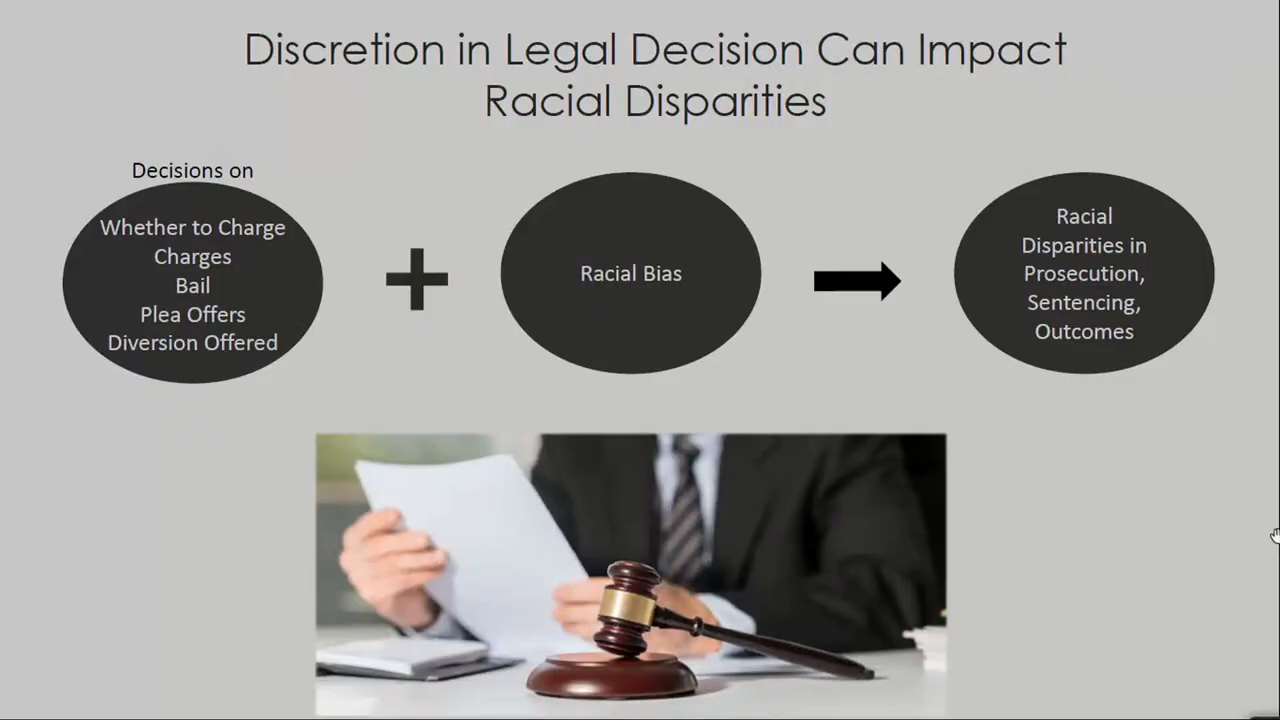 Discretion in Legal Decision Can Impact
Racial Disparities
Decisions on
Whether to Charge
Charges
Bail
Plea Offers
Diversion Offered
Racial Bias
Racial
Disparities in
Prosecution,
Sentencing,
Outcomes